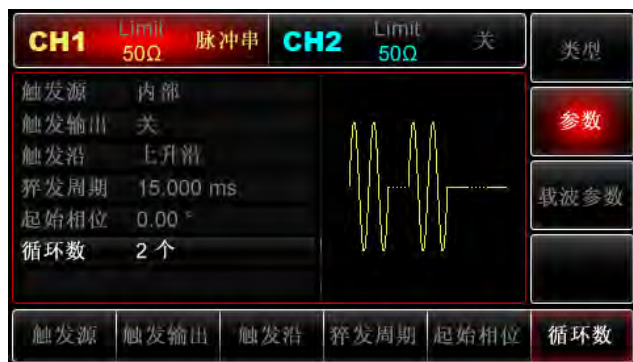 CH1 Limit 50Ω 脉冲串 CH2 Limit 50Ω 关
类型
触发源 内部
触发输出 关
触发沿 上升沿
猝发周期 15.000 ms
起始相位 0.00 °
循环数 2 个
参数
载波参数
触发源 触发输出 触发沿 猝发周期 起始相位 循环数